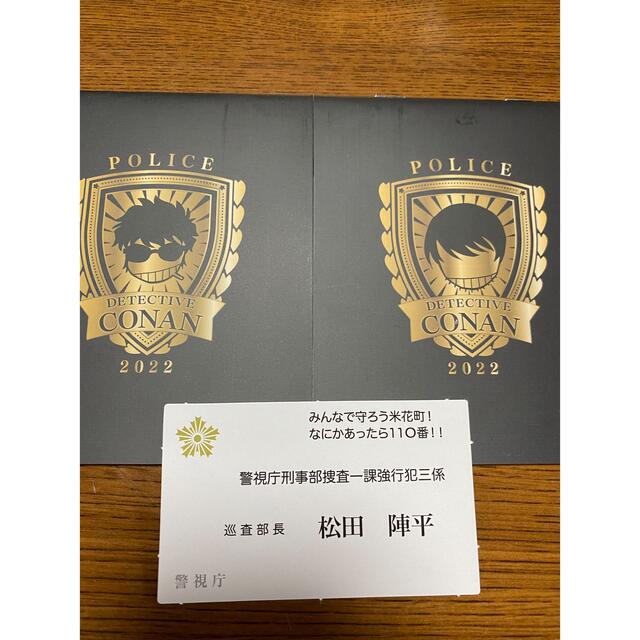 POLICE
DETECTIVE
CONAN
2022
POLICE
DETECTIVE
CONAN
2022
みんなで守ろう米花町!
なにかあったら110番!!
警視庁刑事部捜査一課強行犯三係
巡査部長 松田 陣平
警視庁